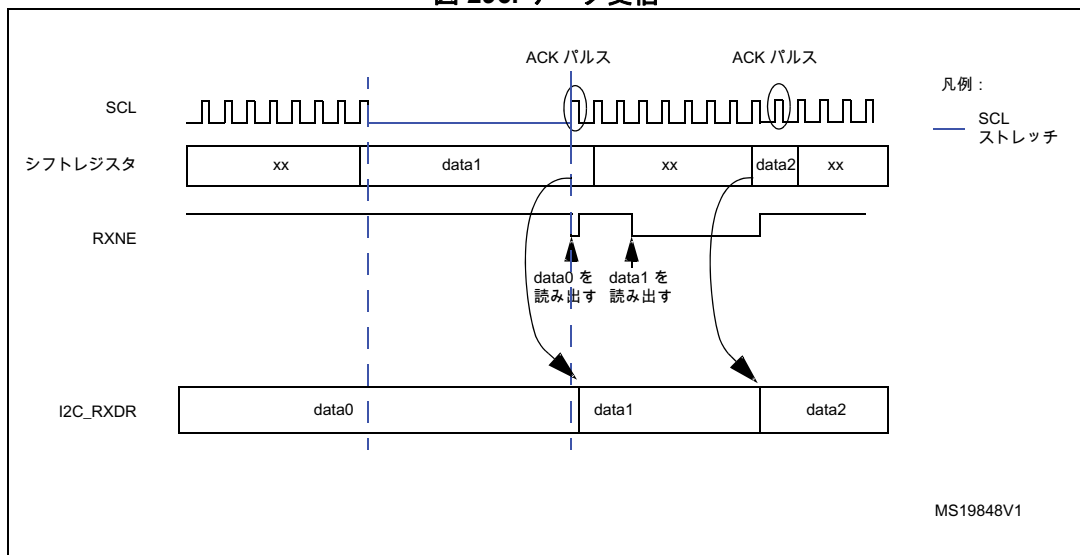 ACK パルス
ACK パルス
凡例 :
SCL
SCL
ストレッチ
シフトレジスタ
xx
data1
xx
data2
xx
RXNE
data0 を
読み出す
data1 を
読み出す
I2C_RXDR
data0
data1
data2
MS19848V1